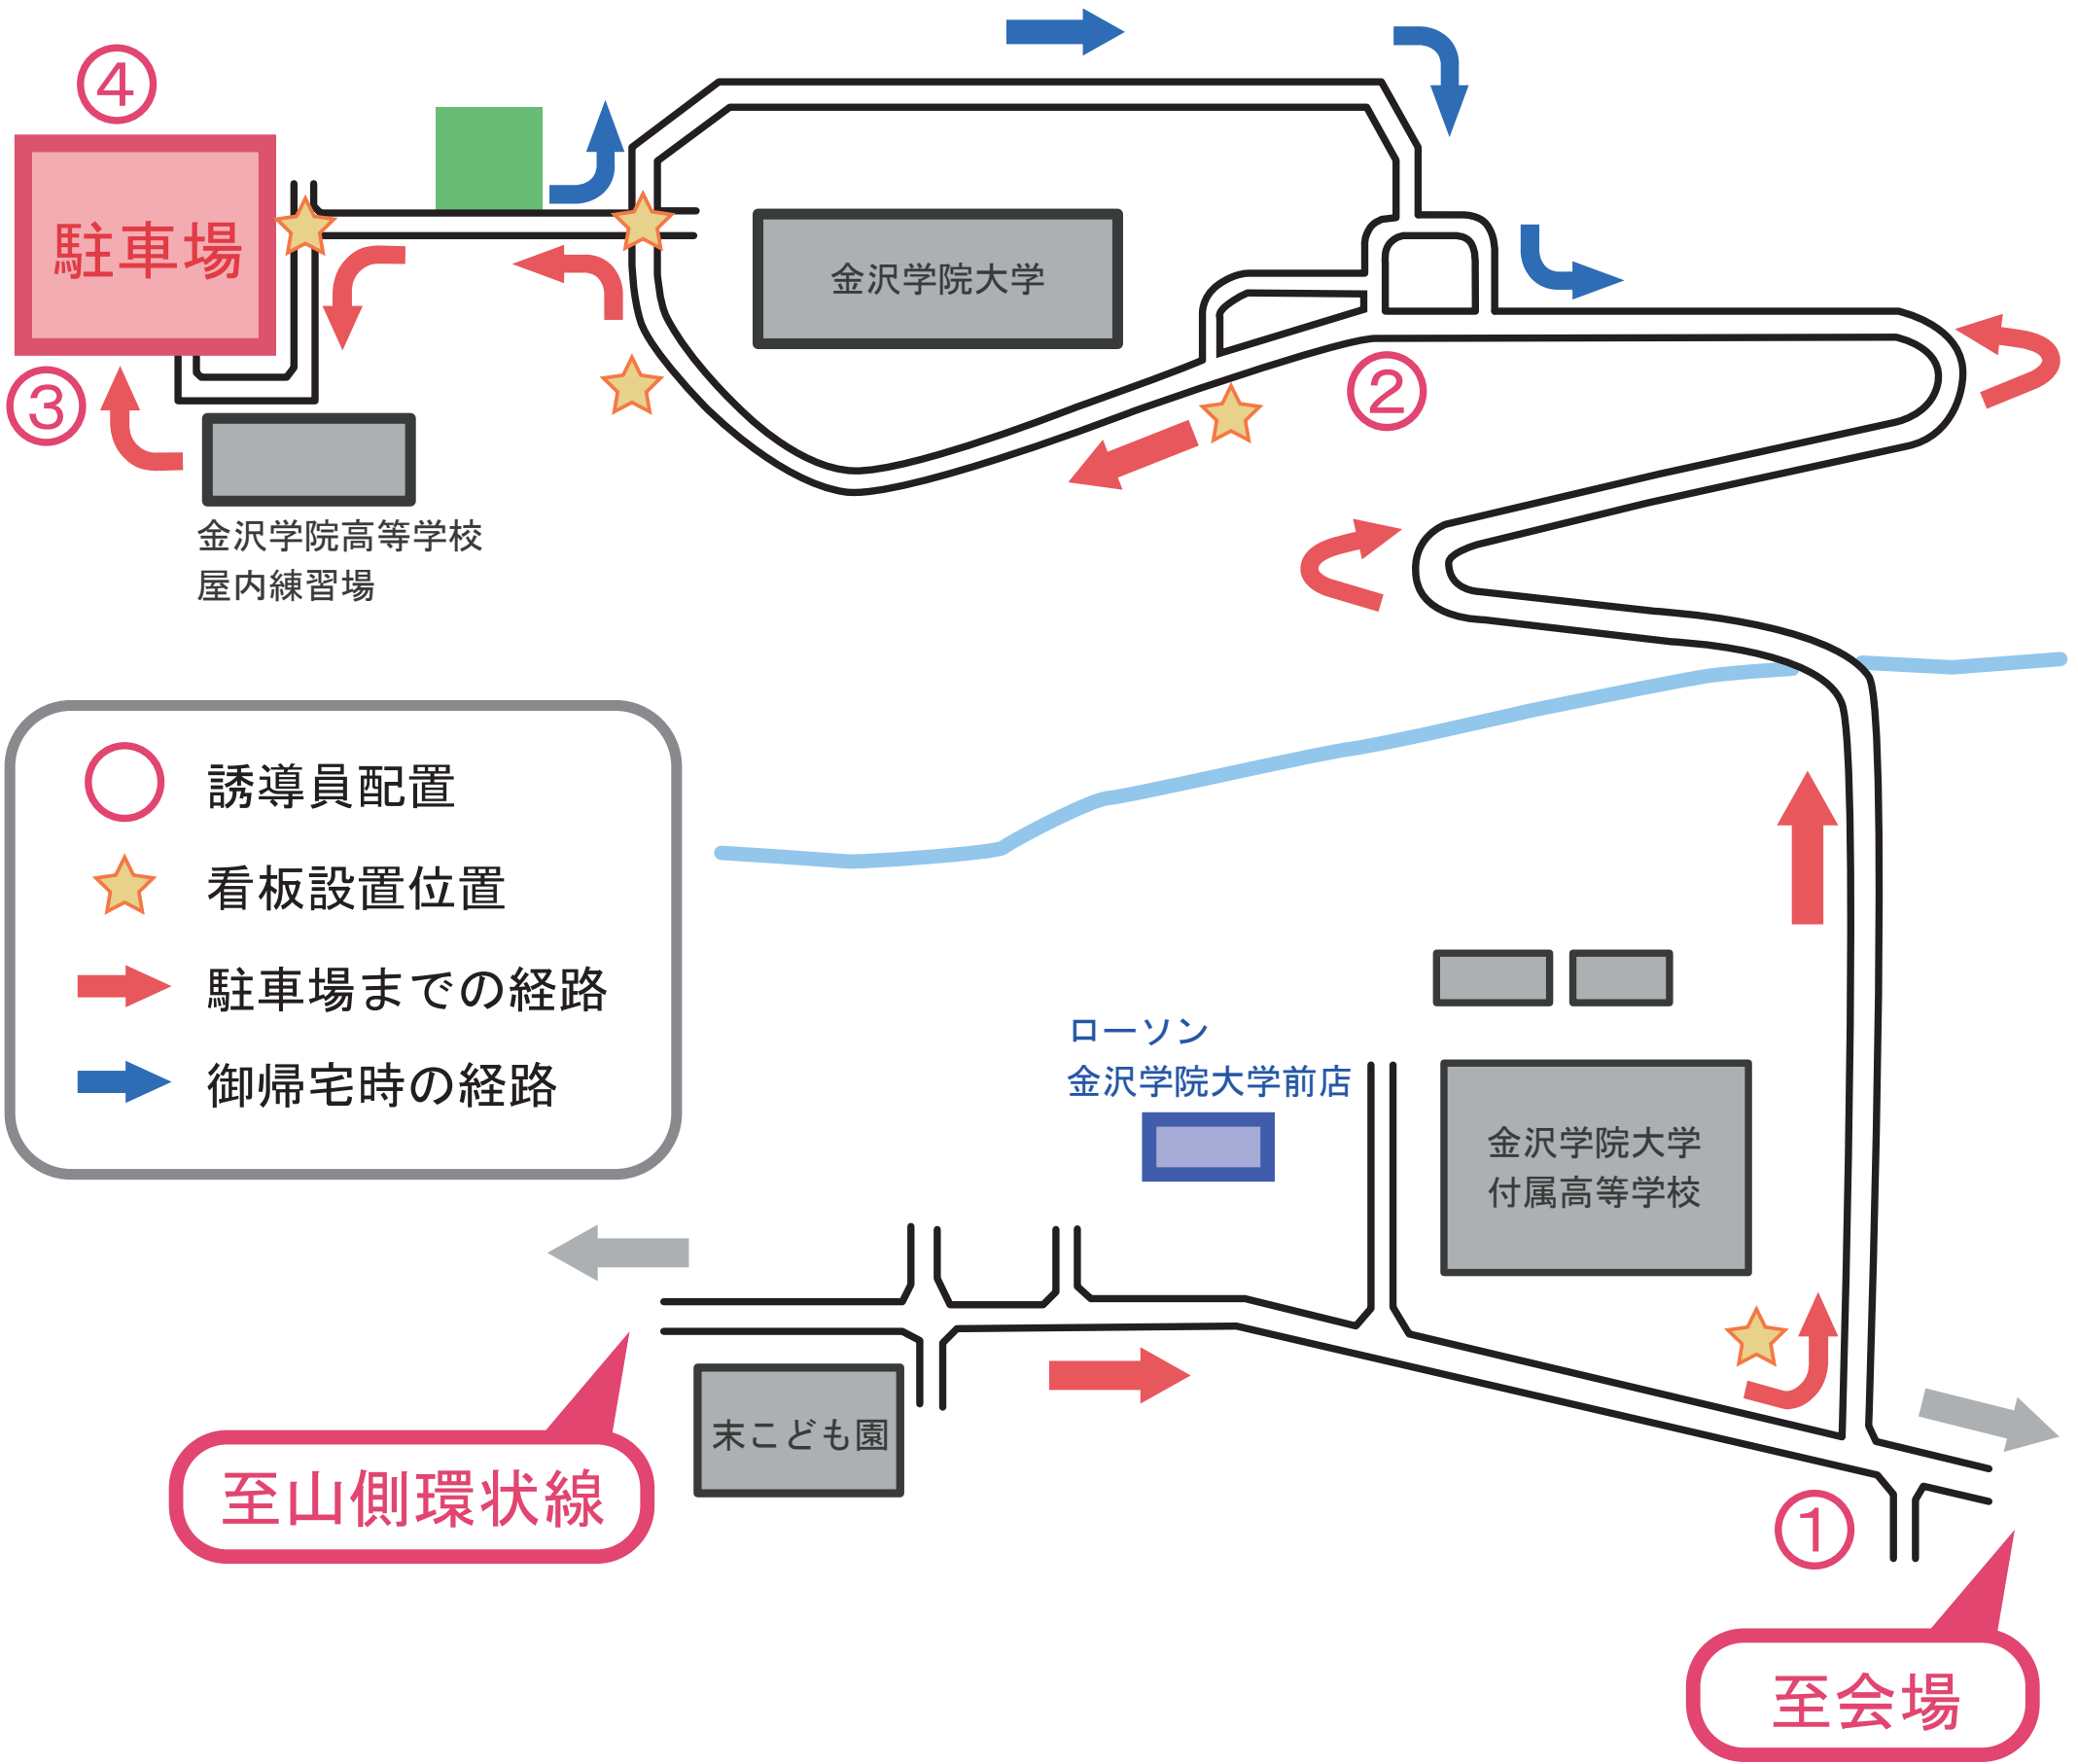 ④
駐車場
金沢学院大学
②
③
金沢学院高等学校
屋内練習場
誘導員配置
看板設置位置
駐車場までの経路
御帰宅時の経路
ローソン
金沢学院大学前店
金沢学院大学
付属高等学校
末こども園
至山側環状線
①
至会場